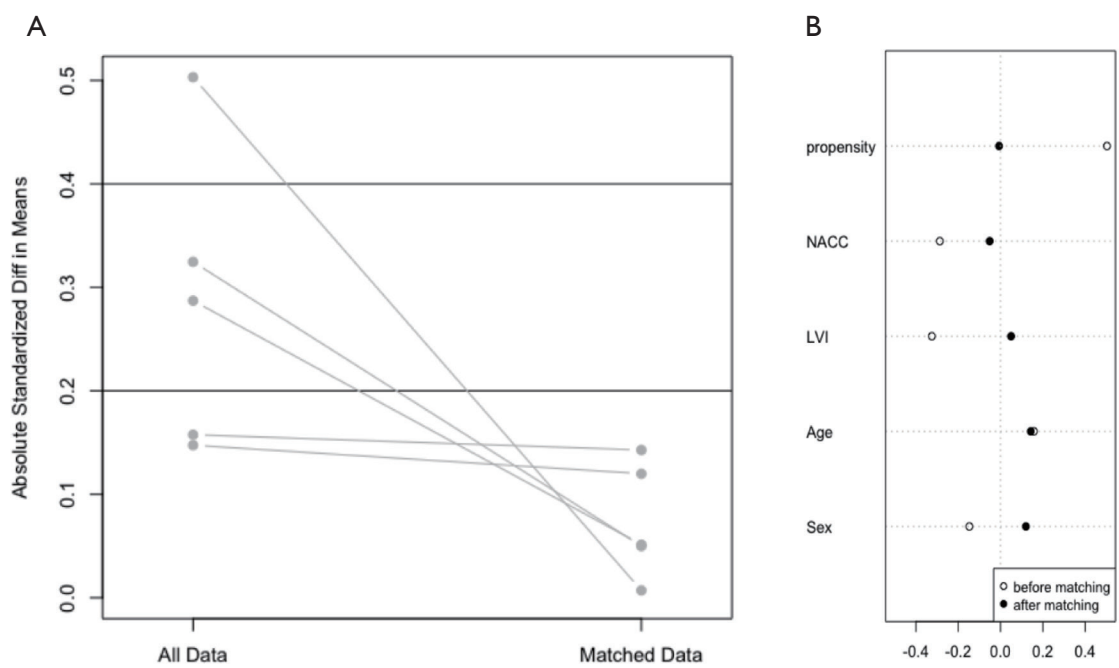 A
Absolute Standardized Diff in Means
0.5
0.4
0.3
0.2
0.1
0.0
All Data
Matched Data
B
propensity
NACC
LVI
Age
Sex
before matching
after matching
-0.4 -0.2 0.0 0.2 0.4